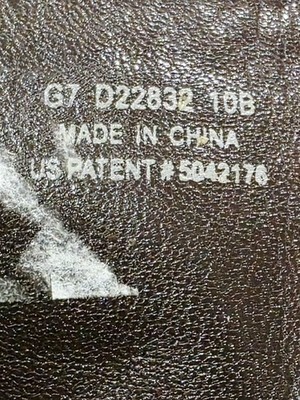 G7 D22832 10B
MADE IN CHINA
US PATENT #5042176